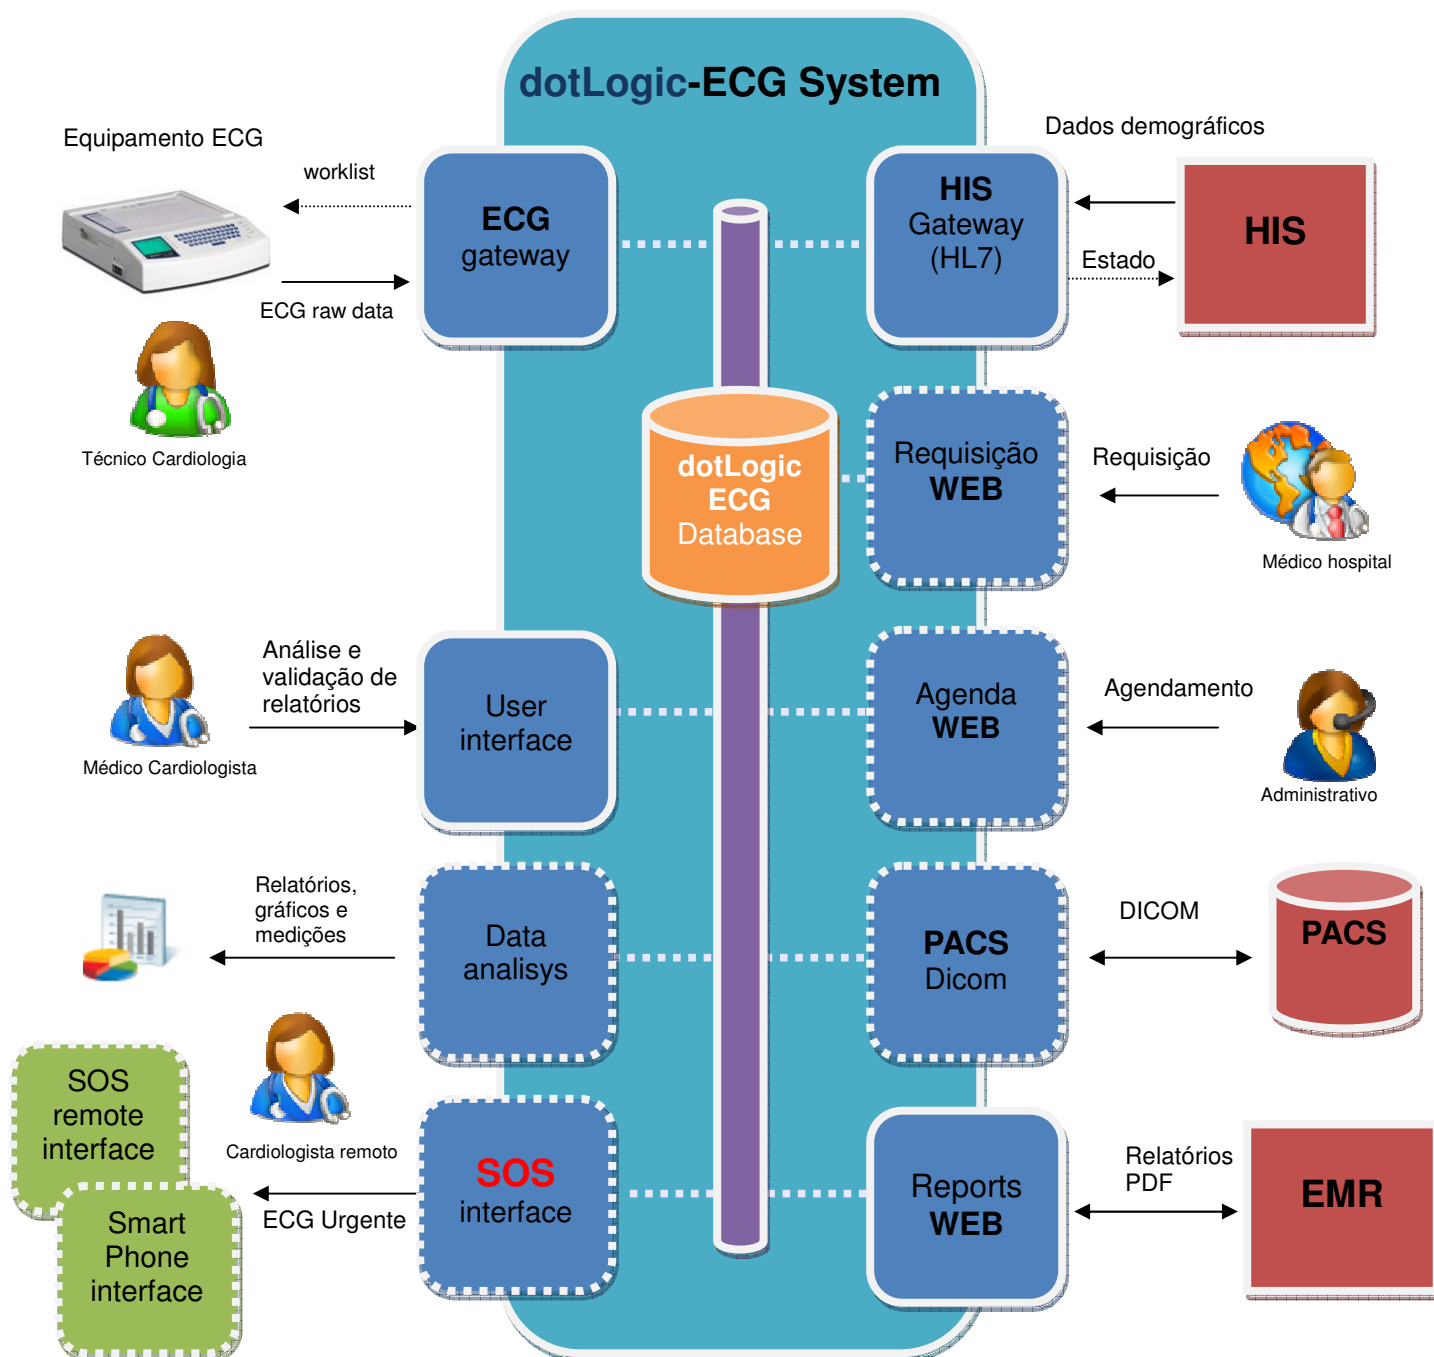 dotLogic-ECG System
Equipamento ECG
worklist
ECG raw data
Técnico Cardiologia
ECG
gateway
HIS
Gateway
(HL7)
Dados demográficos
Estado
HIS
dotLogic
ECG
Database
Requisição
WEB
Requisição
Médico hospital
Análise e
validação de
relatórios
Médico Cardiologista
User
interface
Agenda
WEB
Agendamento
Administrativo
Relatórios,
gráficos e
medições
Data
analisys
PACS
Dicom
DICOM
PACS
SOS
remote
interface
Smart
Phone
interface
Cardiologista remoto
ECG Urgente
SOS
interface
Reports
WEB
Relatórios
PDF
EMR